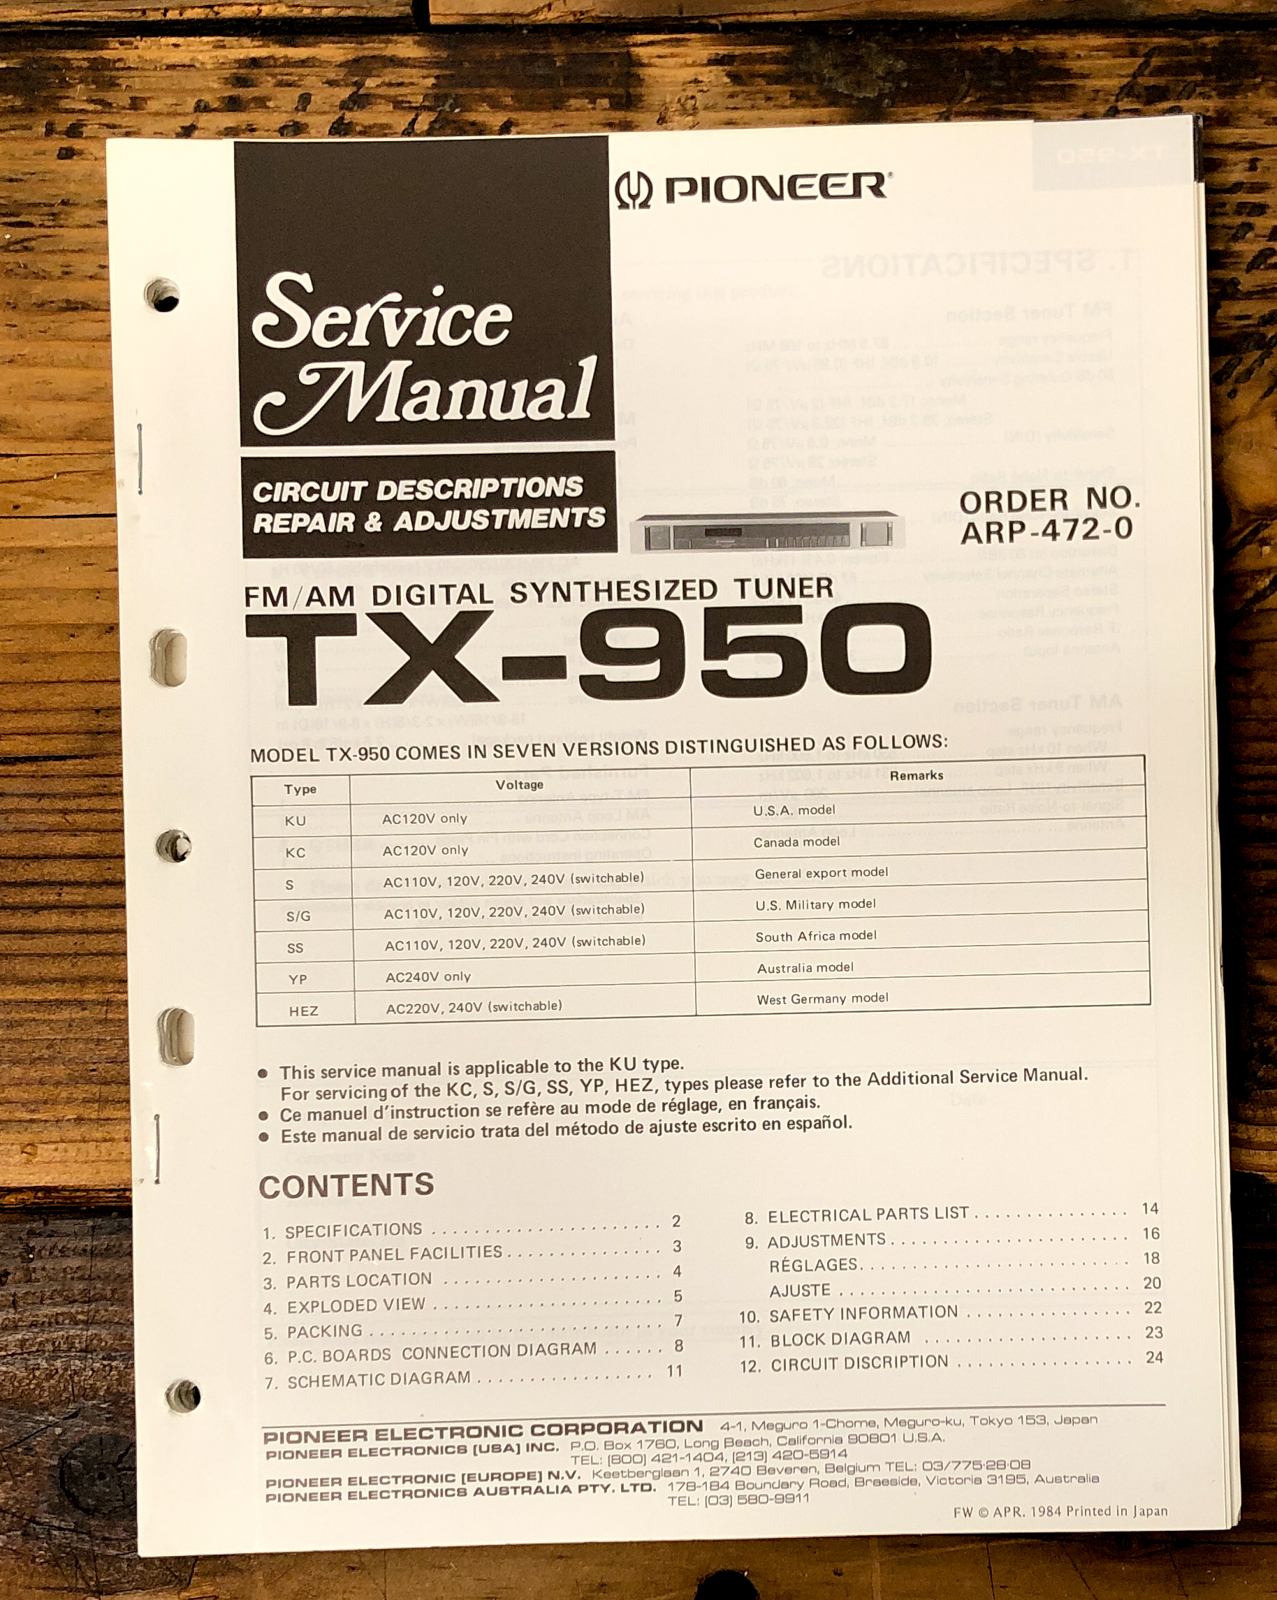 PIONEER®
Service
Manual
CIRCUIT DESCRIPTIONS
REPAIR & ADJUSTMENTS
ORDER NO.
ARP-472-0
FM/AM DIGITAL SYNTHESIZED TUNER
TX-950
MODEL TX-950 COMES IN SEVEN VERSIONS DISTINGUISHED AS FOLLOWS:
Type Voltage Remarks
KU AC120V only U.S.A. model
KC AC120V only Canada model
S AC110V, 120V, 220V, 240V (switchable) General export model
S/G AC110V, 120V, 220V, 240V (switchable) U.S. Military model
SS AC110V, 120V, 220V, 240V (switchable) South Africa model
YP AC240V only Australia model
HEZ AC220V, 240V (switchable) West Germany model
● This service manual is applicable to the KU type.
For servicing of the KC, S, S/G, SS, YP, HEZ, types please refer to the Additional Service Manual.
● Ce manuel d'instruction se refère au mode de réglage, en français.
● Este manual de servicio trata del método de ajuste escrito en español.
CONTENTS
1. SPECIFICATIONS ...................... 2
2. FRONT PANEL FACILITIES ............... 3
3. PARTS LOCATION ..................... 4
4. EXPLODED VIEW ...................... 5
5. PACKING ............................ 7
6. P.C. BOARDS CONNECTION DIAGRAM ...... 8
7. SCHEMATIC DIAGRAM ................. 11
8. ELECTRICAL PARTS LIST ............... 14
9. ADJUSTMENTS ....................... 16
RÉGLAGES .......................... 18
AJUSTE ............................ 20
10. SAFETY INFORMATION ................ 22
11. BLOCK DIAGRAM ..................... 23
12. CIRCUIT DISCRIPTION ................. 24
PIONEER ELECTRONIC CORPORATION 4-1, Meguro 1-Chome, Meguro-ku, Tokyo 153, Japan
PIONEER ELECTRONICS [USA] INC. P.O. Box 1760, Long Beach, California 90801 U.S.A.
TEL: [800] 421-1404, [213] 420-5914
PIONEER ELECTRONIC [EUROPE] N.V. Keetberglaan 1, 2740 Beveren, Belgium TEL: 03/775·28·08
PIONEER ELECTRONICS AUSTRALIA PTY. LTD. 178-184 Boundary Road, Braeside, Victoria 3195, Australia
TEL: [03] 580-9911
FW © APR. 1984 Printed in Japan